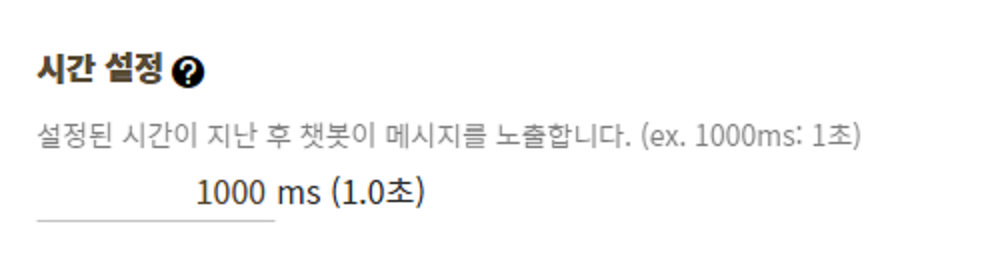 시간 설정 ?
설정된 시간이 지난 후 챗봇이 메시지를 노출합니다. (ex. 1000ms: 1초)
1000 ms (1.0초)